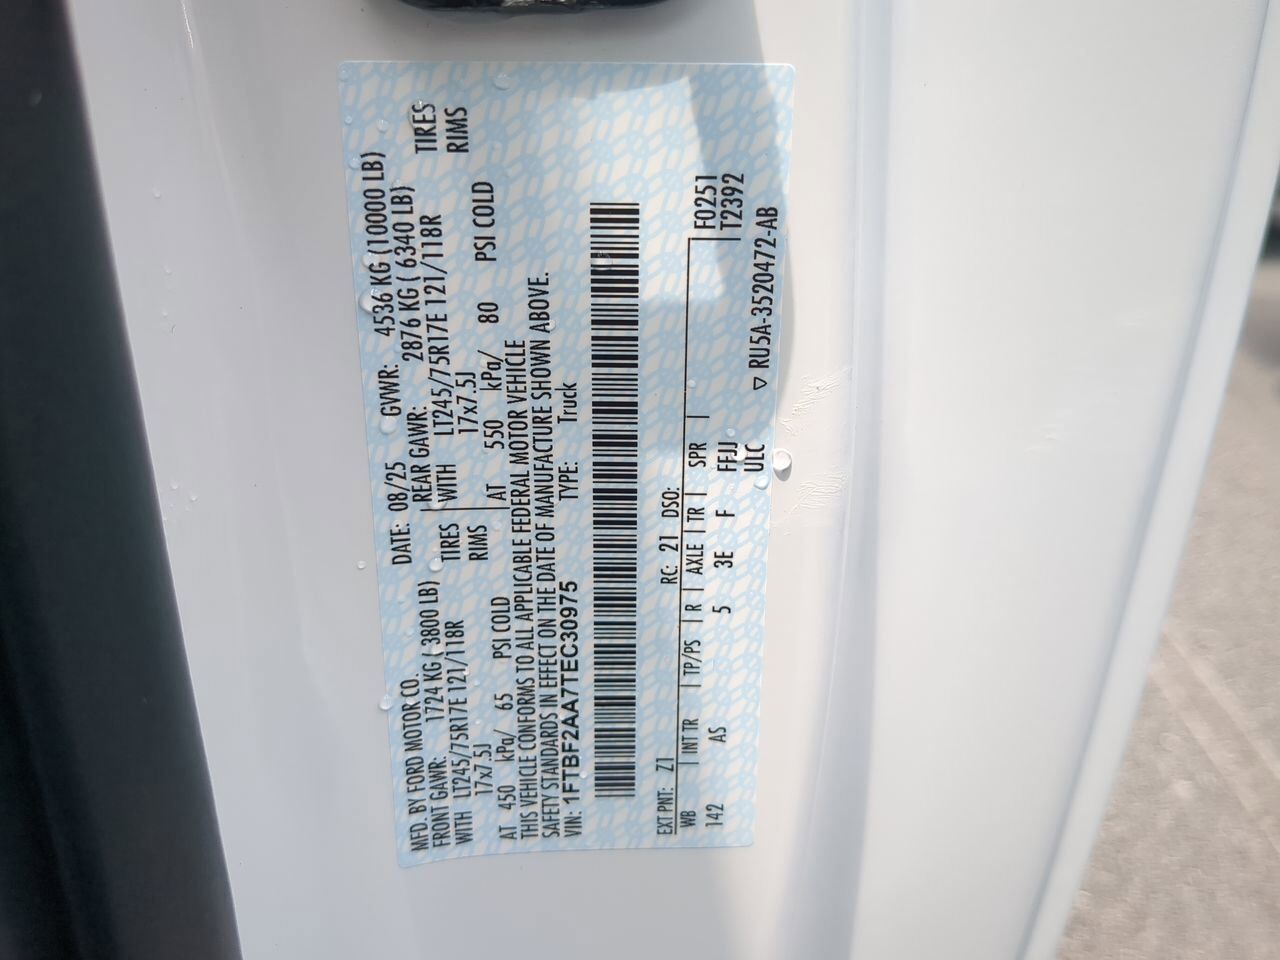 MFD. BY FORD MOTOR CO. DATE: 08/25 GVWR: 4536 KG (10000 LB)
FRONT GAWR: 1724 KG ( 3800 LB) REAR GAWR: 2876 KG ( 6340 LB)
WITH LT245/75R17E 121/118R TIRES WITH LT245/75R17E 121/118R TIRES
17x7.5J RIMS 17x7.5J RIMS
AT 450 kPa/ 65 PSI COLD AT 550 kPa/ 80 PSI COLD
THIS VEHICLE CONFORMS TO ALL APPLICABLE FEDERAL MOTOR VEHICLE
SAFETY STANDARDS IN EFFECT ON THE DATE OF MANUFACTURE SHOWN ABOVE.
VIN: 1FTBF2AA7TEC30975 TYPE: Truck
EXT PNT: Z1 RC: 21 DSO: F0251
WB INT TR TP/PS R AXLE TR SPR T2392
142 AS 5 3E F FFJJ
ULC ▽ RU5A-3520472-AB